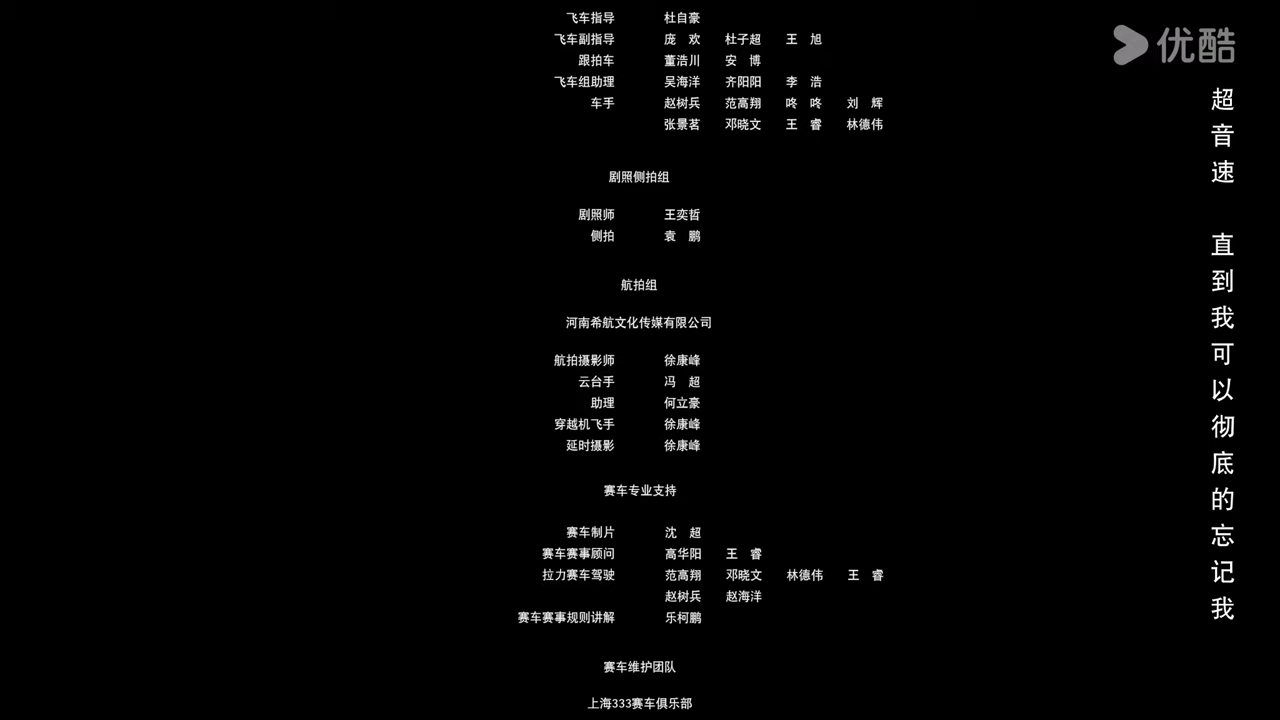 飞车指导 杜自豪
飞车副指导 庞 欢 杜子超 王 旭
跟拍车 董浩川 安 博
飞车组助理 吴海洋 齐阳阳 李 浩
车手 赵树兵 范高翔 咚 咚 刘 辉
张景茗 邓晓文 王 睿 林德伟
剧照侧拍组
剧照师 王奕哲
侧拍 袁 鹏
航拍组
河南希航文化传媒有限公司
航拍摄影师 徐康峰
云台手 冯 超
助理 何立豪
穿越机飞手 徐康峰
延时摄影 徐康峰
赛车专业支持
赛车制片 沈 超
赛车赛事顾问 高华阳 王 睿
拉力赛车驾驶 范高翔 邓晓文 林德伟 王 睿
赵树兵 赵海洋
赛车赛事规则讲解 乐柯鹏
赛车维护团队
上海333赛车俱乐部
优酷
超音速 直到我可以彻底的忘记我